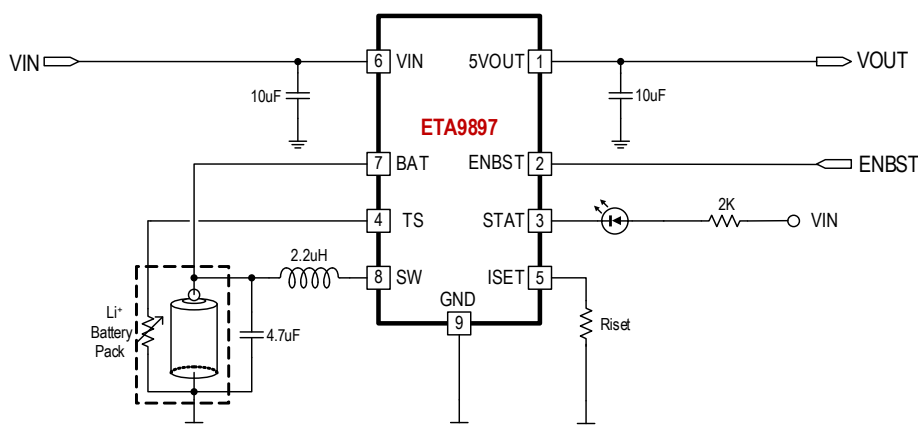 VIN
10uF
6
VIN
5VOUT
1
VOUT
10uF
ETA9897
7
BAT
ENBST
2
ENBST
4
TS
STAT
3
2K
VIN
2.2uH
8
SW
ISET
5
GND
9
Riset
Li⁺
Battery
Pack
4.7uF